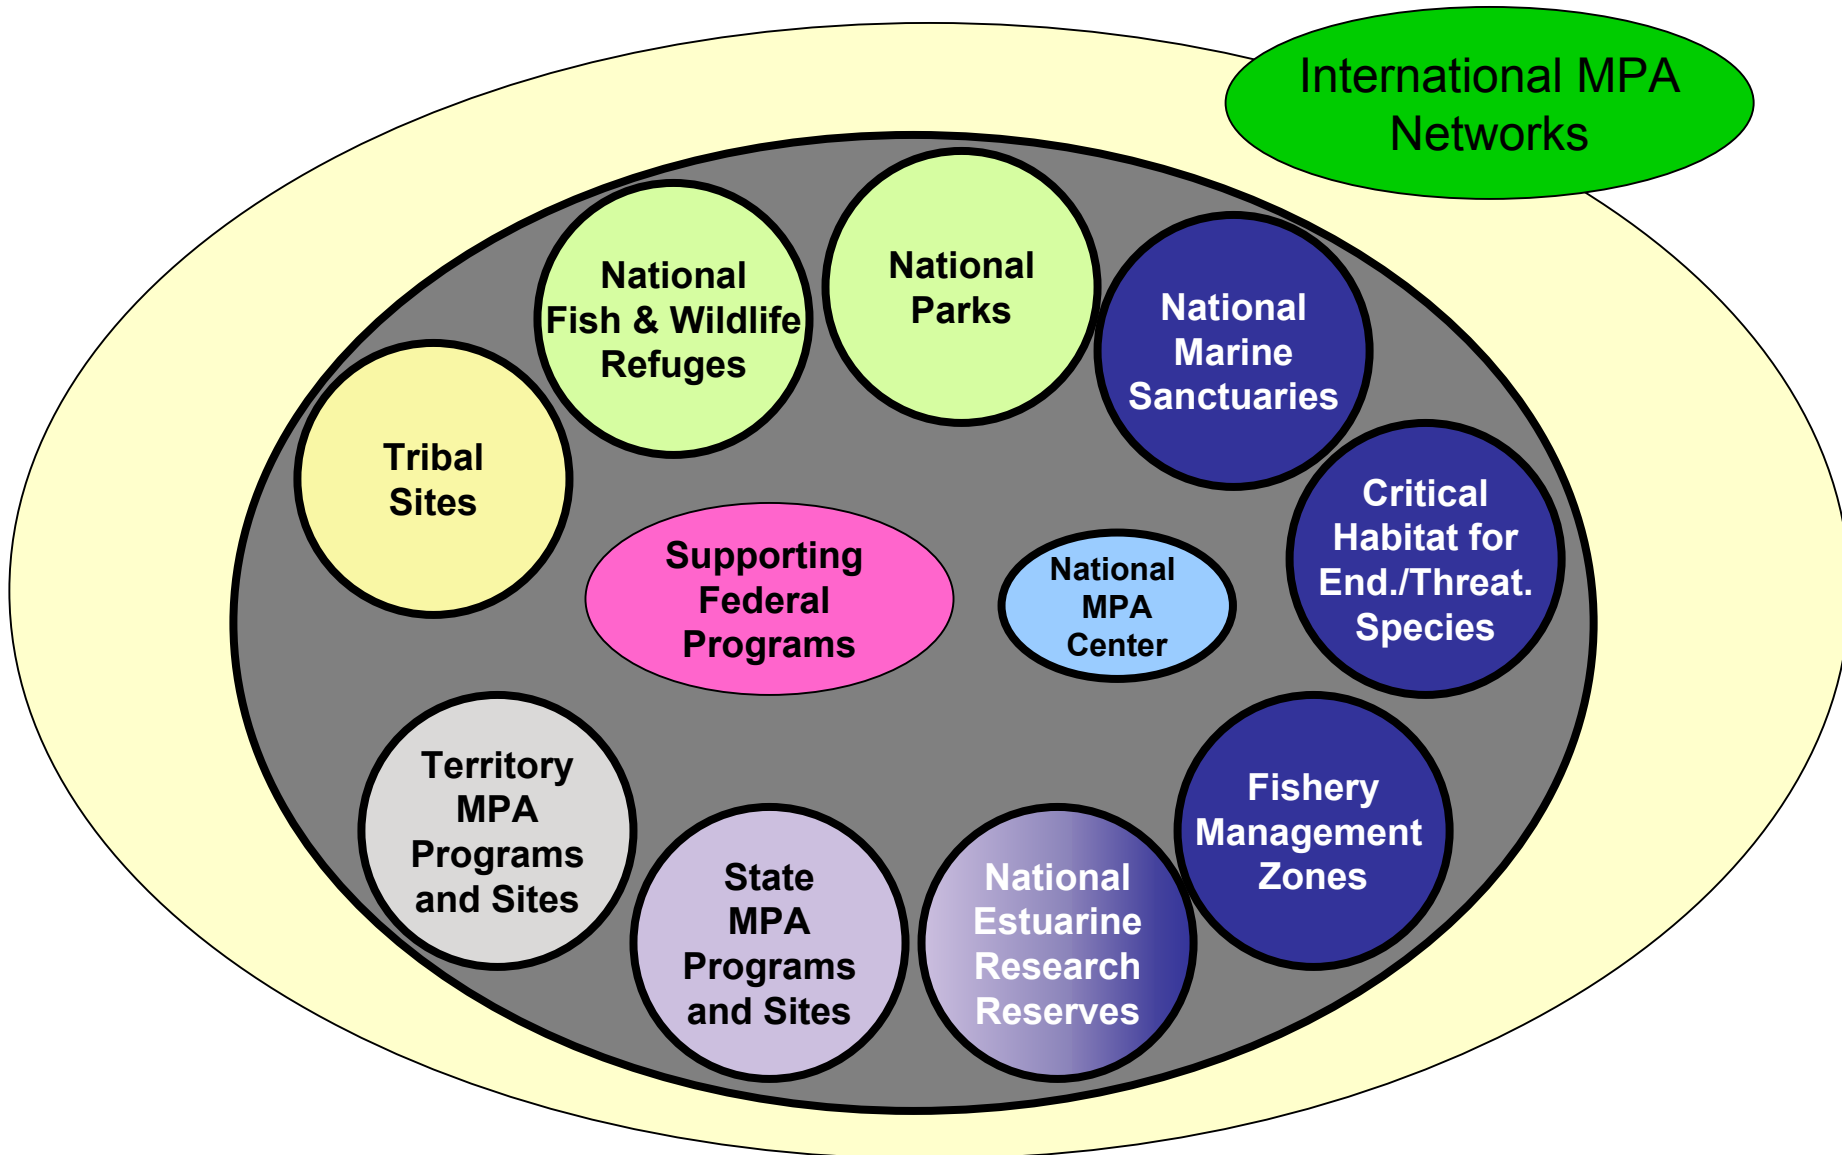 International MPA
Networks
National
Fish & Wildlife
Refuges
National
Parks
National
Marine
Sanctuaries
Tribal
Sites
Critical
Habitat for
End./Threat.
Species
Supporting
Federal
Programs
National
MPA
Center
Territory
MPA
Programs
and Sites
State
MPA
Programs
and Sites
National
Estuarine
Research
Reserves
Fishery
Management
Zones